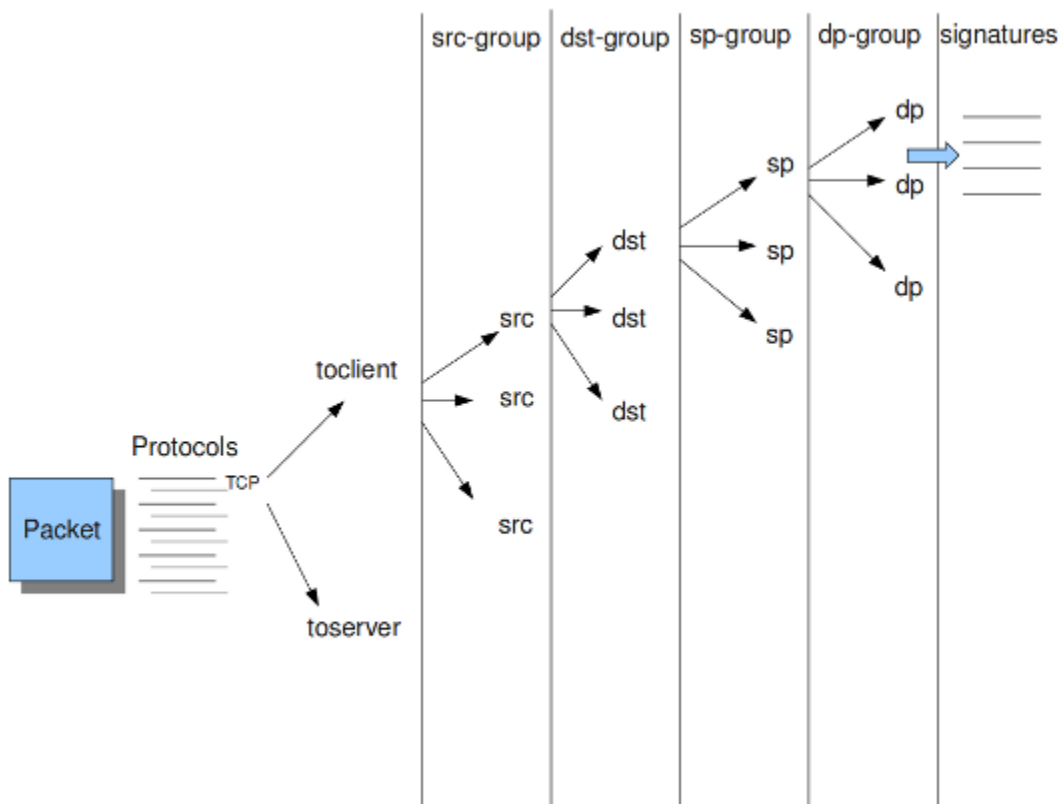 src-group dst-group sp-group dp-group signatures
dp
sp
dp
dst
sp
dp
src
dst
sp
toclient
src
dst
Protocols
TCP
Packet
src
toserver